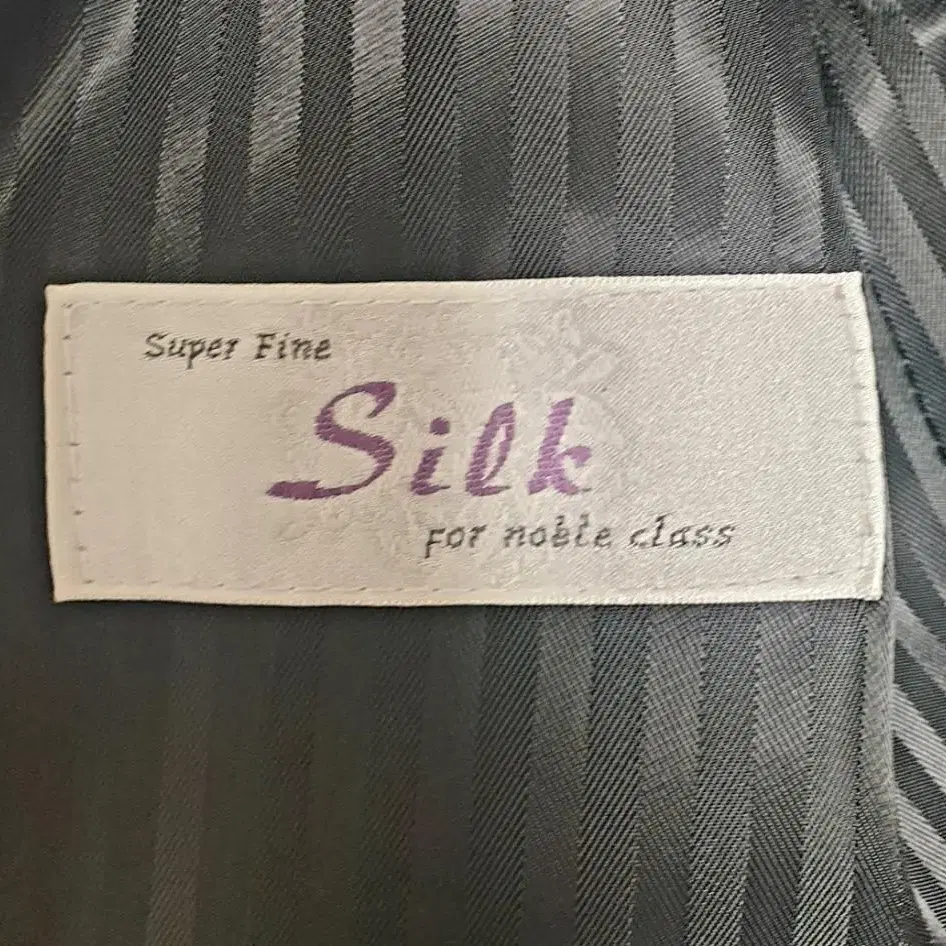 Super Fine
Silk
For noble class